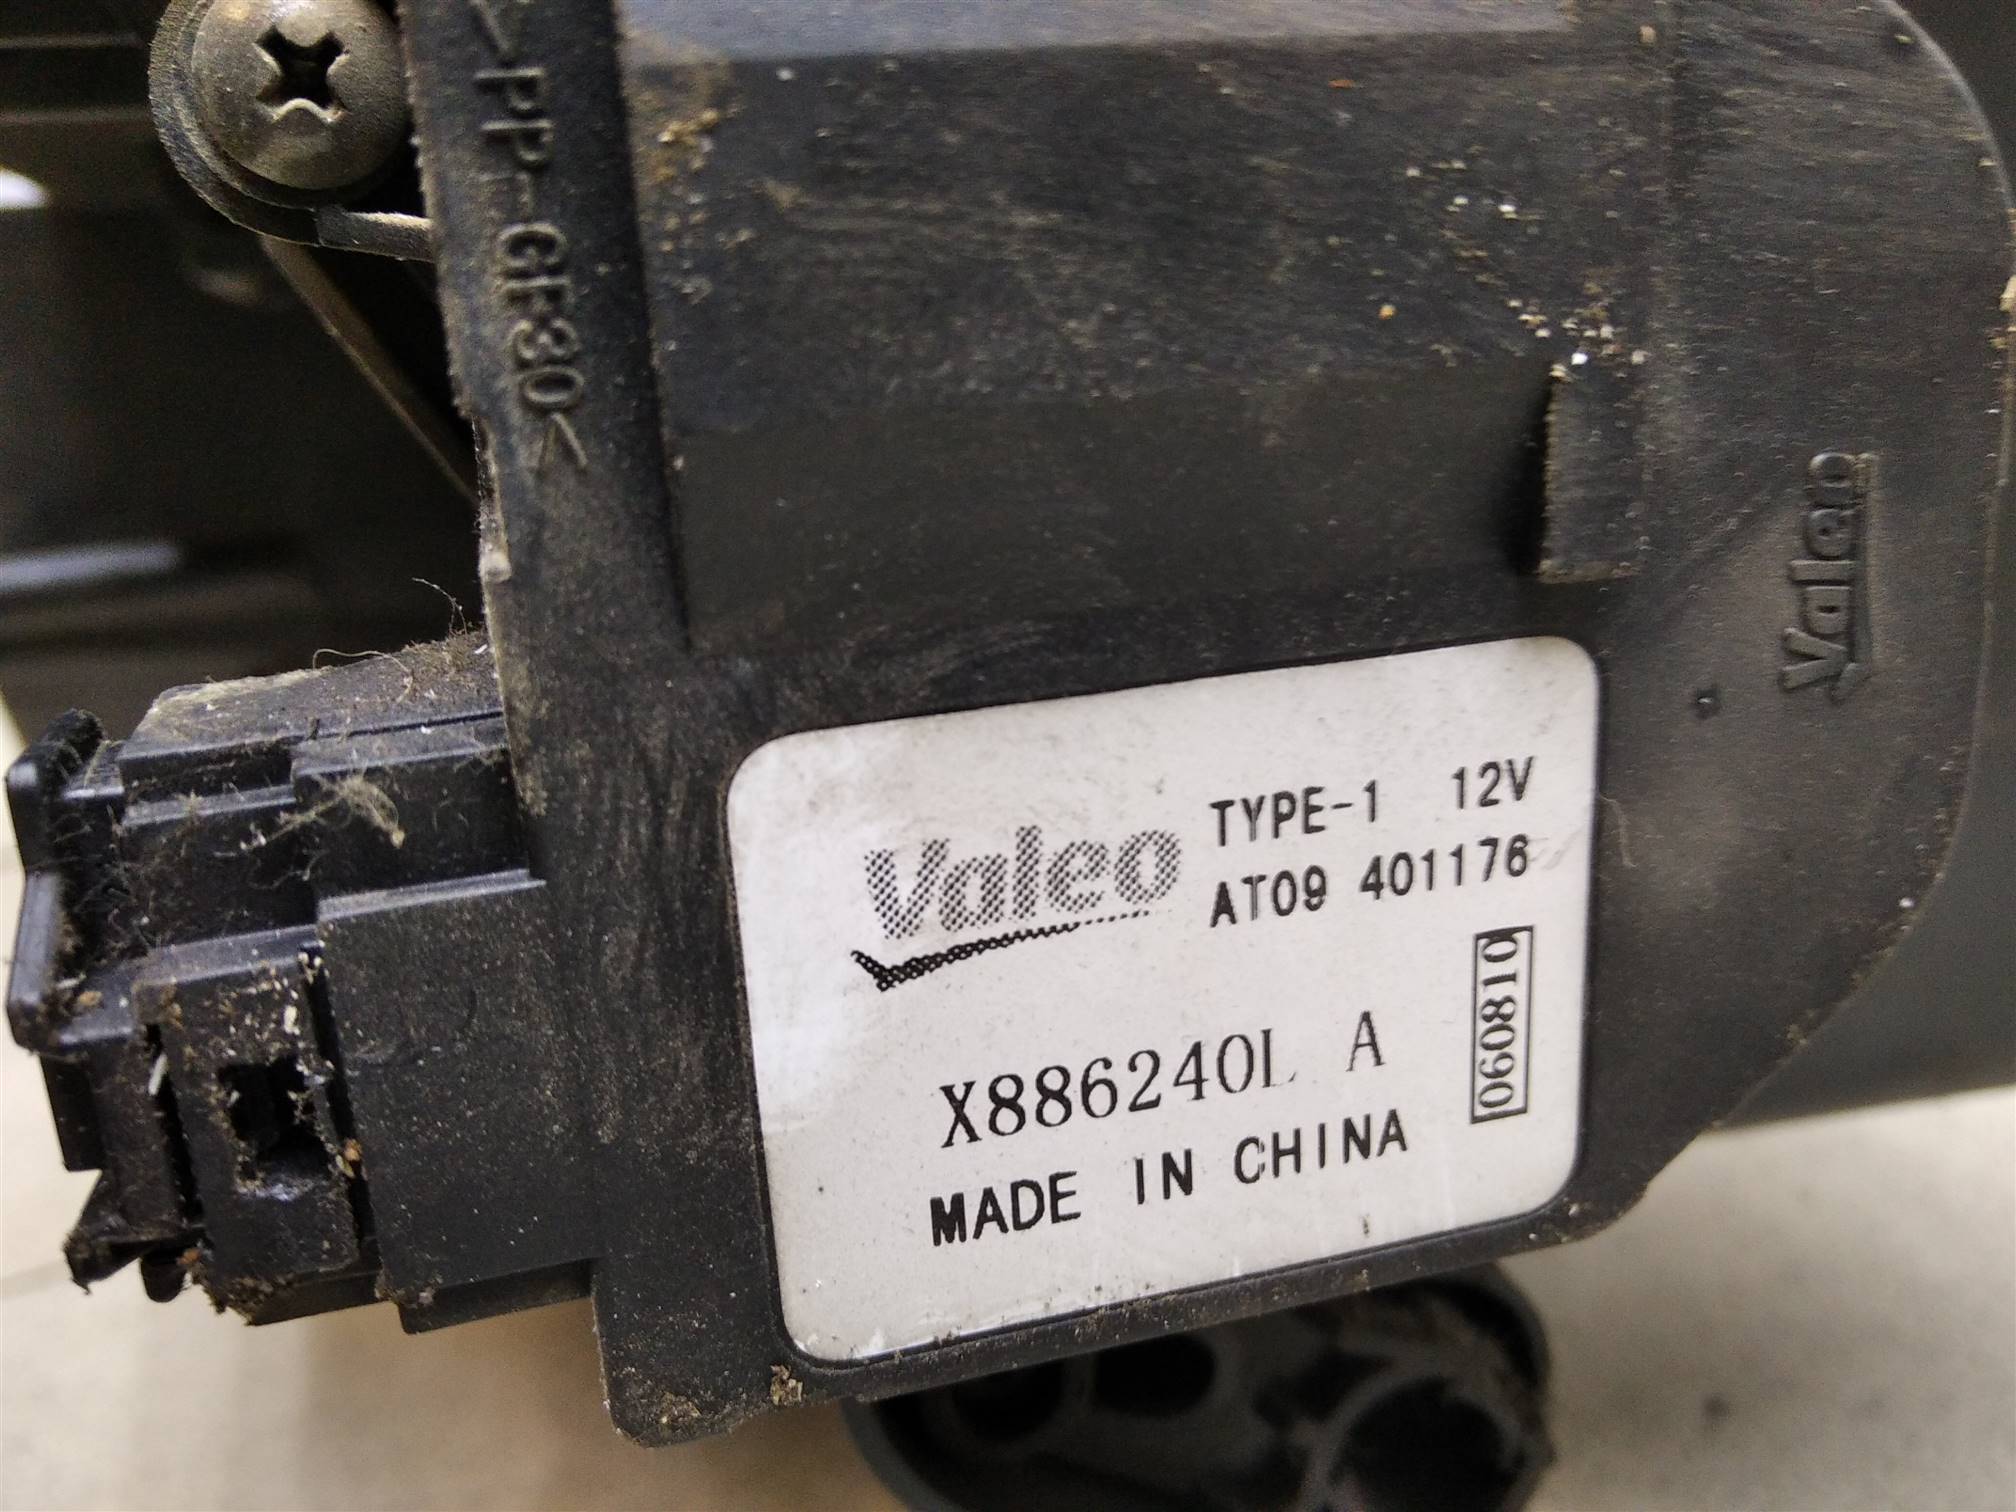 >PP-GF30<
Valeo
Valeo
TYPE-1 12V
AT09 401176
060810
X886240L A
MADE IN CHINA